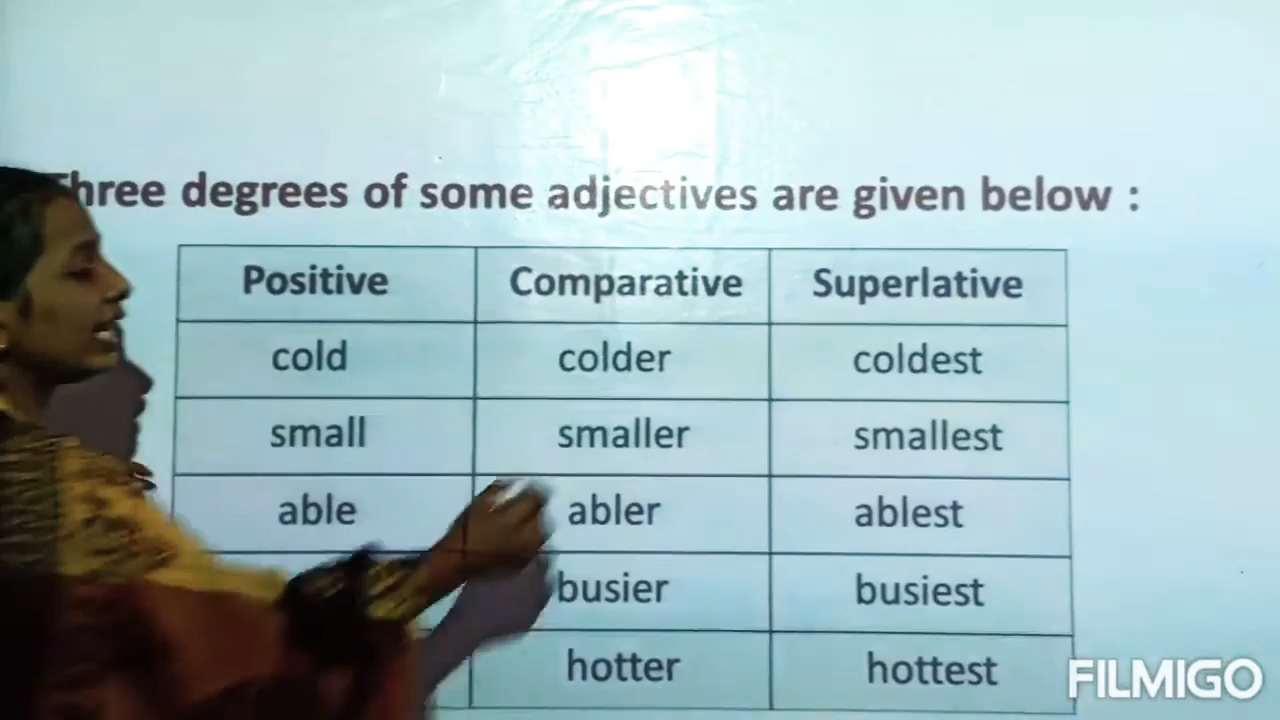 Three degrees of some adjectives are given below :
Positive Comparative Superlative
cold colder coldest
small smaller smallest
able abler ablest
busier busiest
hotter hottest
FILMIGO